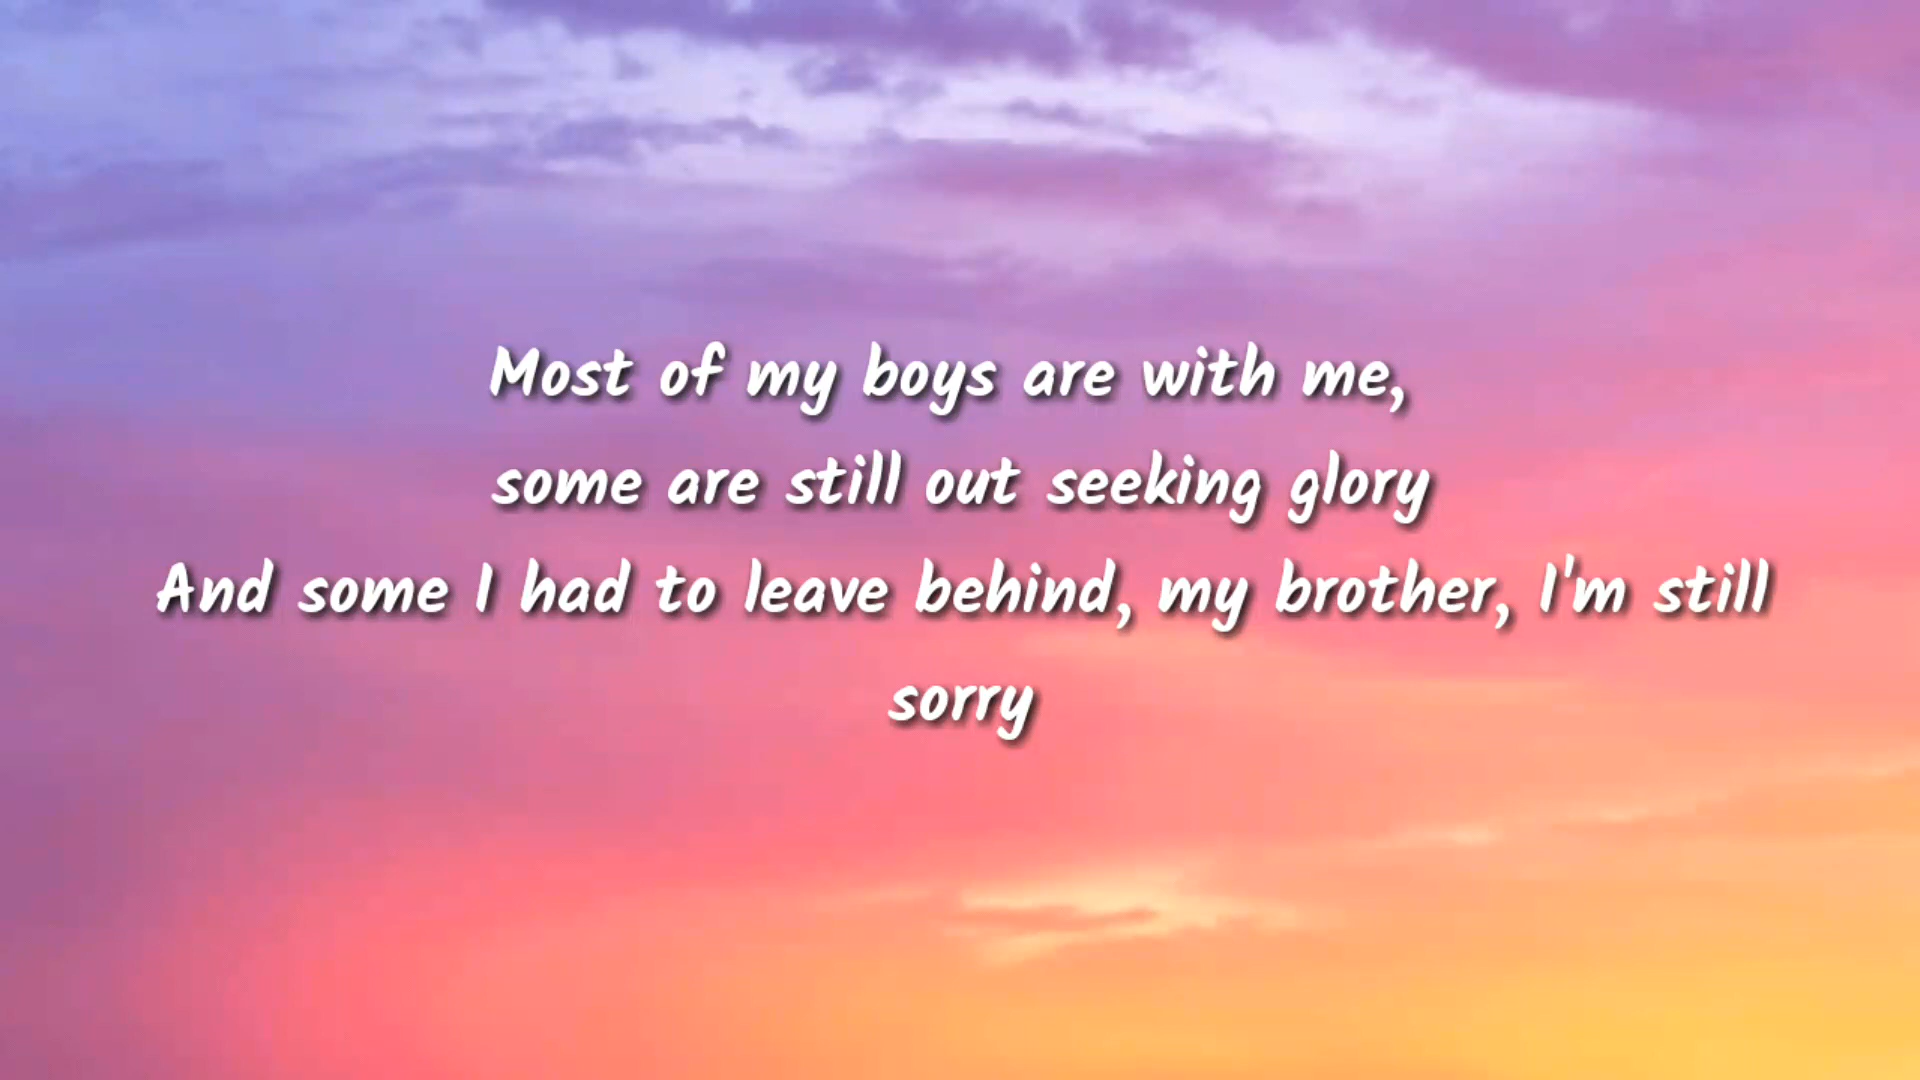 Most of my boys are with me,
some are still out seeking glory
And some I had to leave behind, my brother, I'm still
sorry